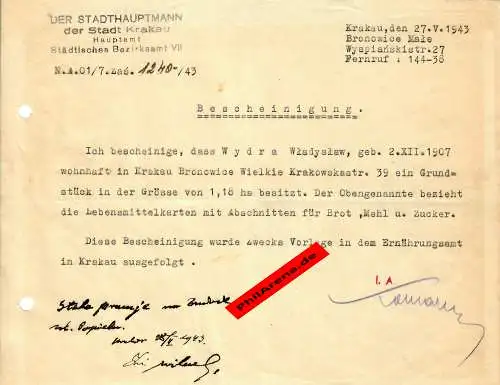 DER STADTHAUPTMANN
der Stadt Krakau
Hauptamt
Städtisches Bezirksamt VII
N.A.01/7.Zaś. 1240-/43
Krakau,den 27.V.1943
Bronowice Małe
Wyspiańskistr.27
Fernruf : 144-38
Bescheinigung.
Ich bescheinige, dass Wydra Władysław, geb. 2.XII.1907
wohnhaft in Krakau Bronowice Wielkie Krakowskastr. 39 ein Grund-
stück in der Grösse von 1,18 ha besitzt. Der Obengenannte bezieht
die Lebensmittelkarten mit Abschnitten für Brot ,Mehl u. Zucker.
Diese Bescheinigung wurde zwecks Vorlage in dem Ernährungsamt
in Krakau ausgefolgt .
PhilArena.de
I.A
1943.